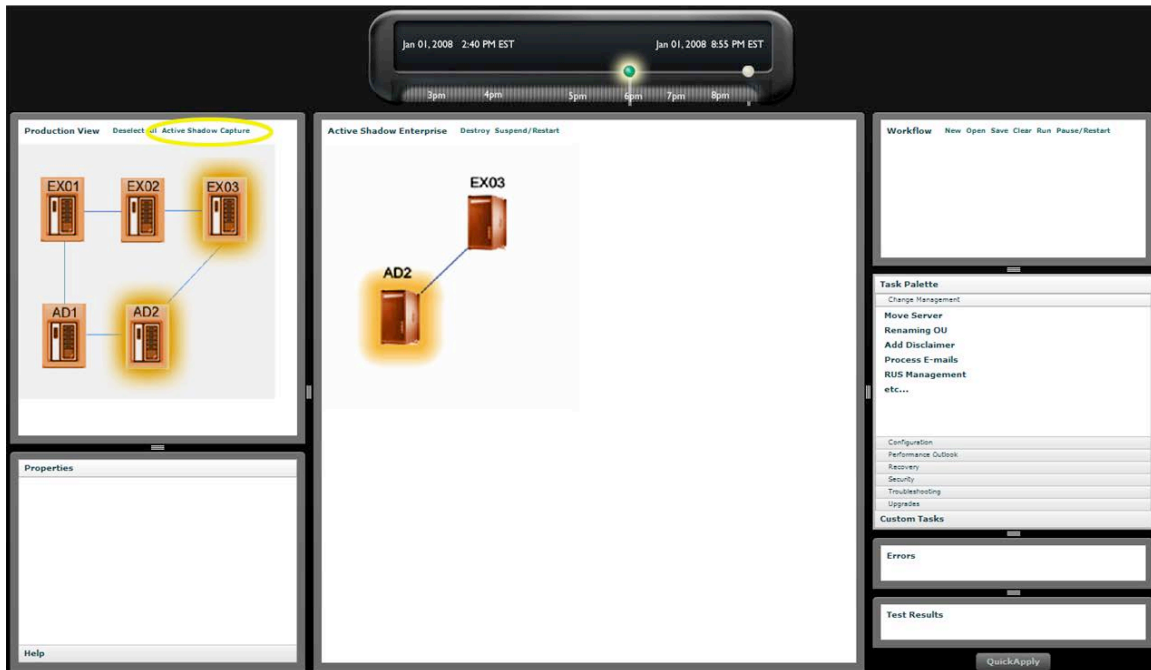 Jan 01, 2008 2:40 PM EST
Jan 01, 2008 8:55 PM EST
3pm 4pm 5pm 6pm 7pm 8pm
Production View Deselect Active Shadow Capture
EX01 EX02 EX03
AD1 AD2
Properties
Help
Active Shadow Enterprise Destroy Suspend/Restart
EX03
AD2
Workflow New Open Save Clear Run Pause/Restart
Task Palette
Change Management
Move Server
Renaming OU
Add Disclaimer
Process E-mails
RUS Management
etc...
Configuration
Performance Outlook
Recovery
Security
Troubleshooting
Upgrades
Custom Tasks
Errors
Test Results
QuickApply